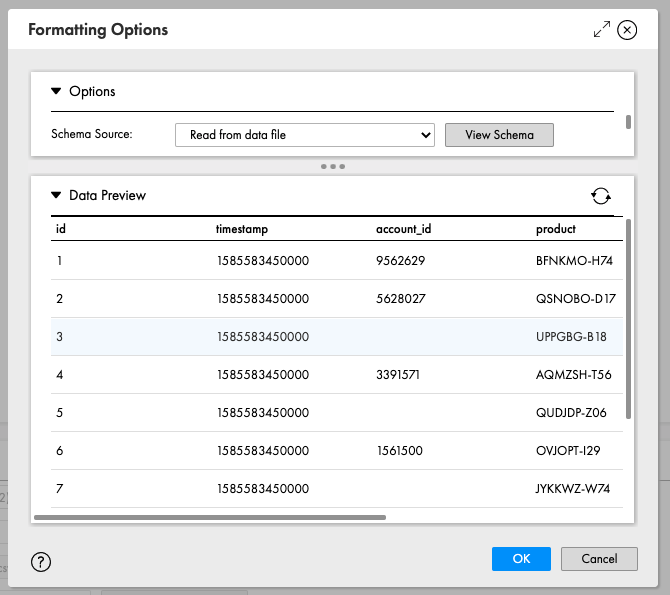 Formatting Options
Options
Schema Source: Read from data file View Schema
Data Preview
id timestamp account_id product
1 1585583450000 9562629 BFNKMO-H74
2 1585583450000 5628027 QSNOBO-D17
3 1585583450000 UPPGBG-B18
4 1585583450000 3391571 AQMZSH-T56
5 1585583450000 QUDJDP-Z06
6 1585583450000 1561500 OVJOPT-I29
7 1585583450000 JYKKWZ-W74
? OK Cancel